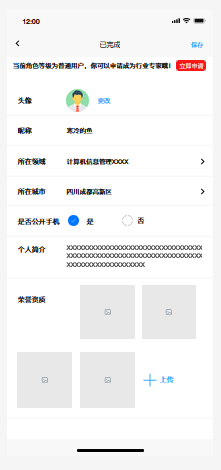 12:00
已完成
保存
当前角色等级为普通用户，你可以申请成为行业专家哦！ 立即申请
头像 更改
昵称 寒冷的鱼
所在领域 计算机信息管理XXXX
所在城市 四川成都高新区
是否公开手机 是 否
个人简介 XXXXXXXXXXXXXXXXXXXXXXXXXXXXXXXXXX
XXXXXXXXXXXXXXXXXXXXXXXXXXXXXXXXXX
XXXXXXXXXXXXXXXXXXXX
荣誉资质
上传